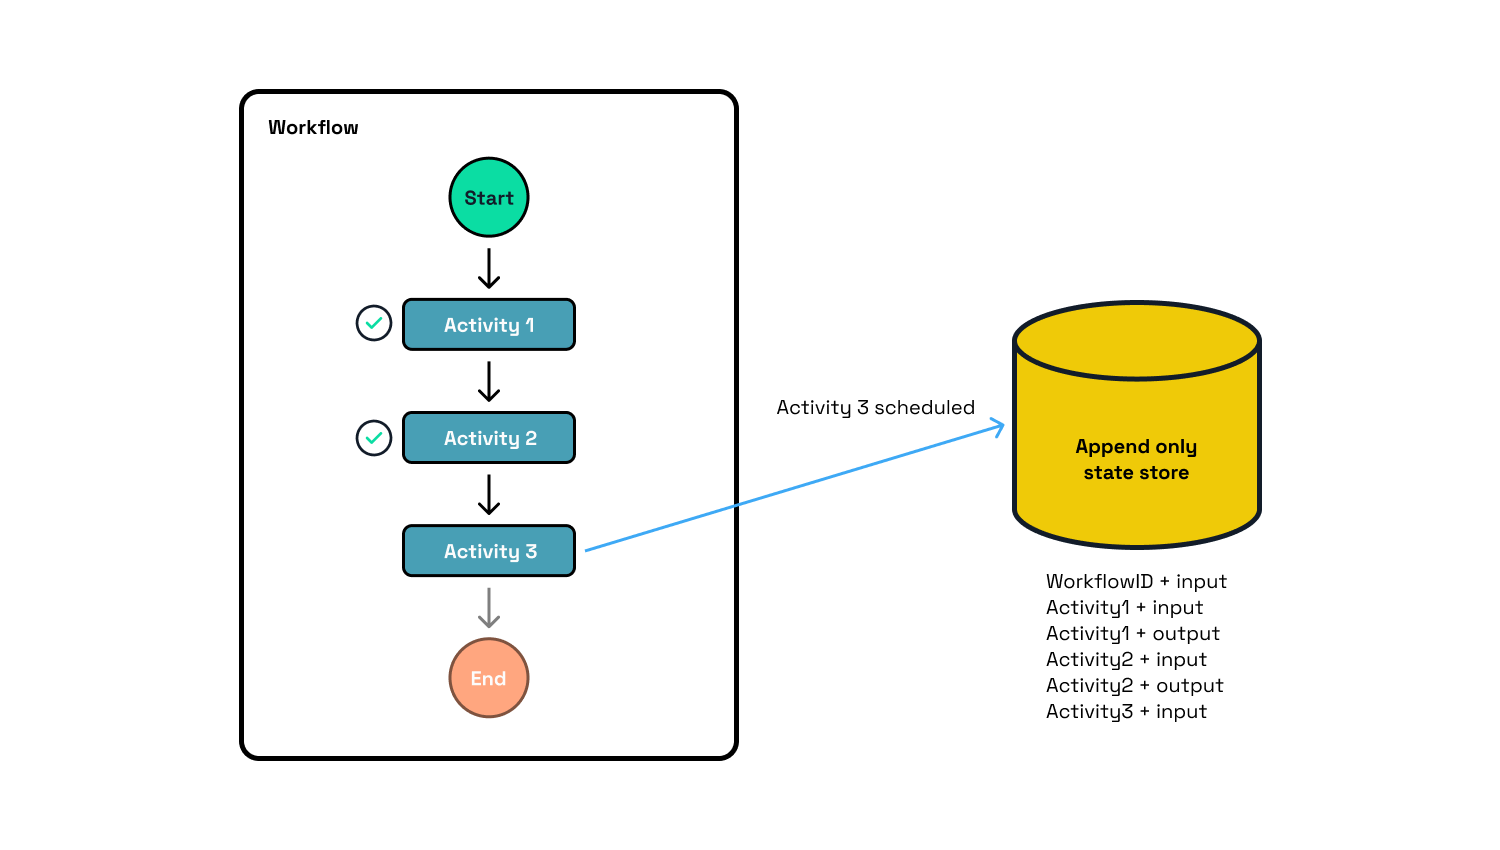 Workflow
Start
Activity 1
Activity 2
Activity 3
End
Activity 3 scheduled
Append only
state store
WorkflowID + input
Activity1 + input
Activity1 + output
Activity2 + input
Activity2 + output
Activity3 + input